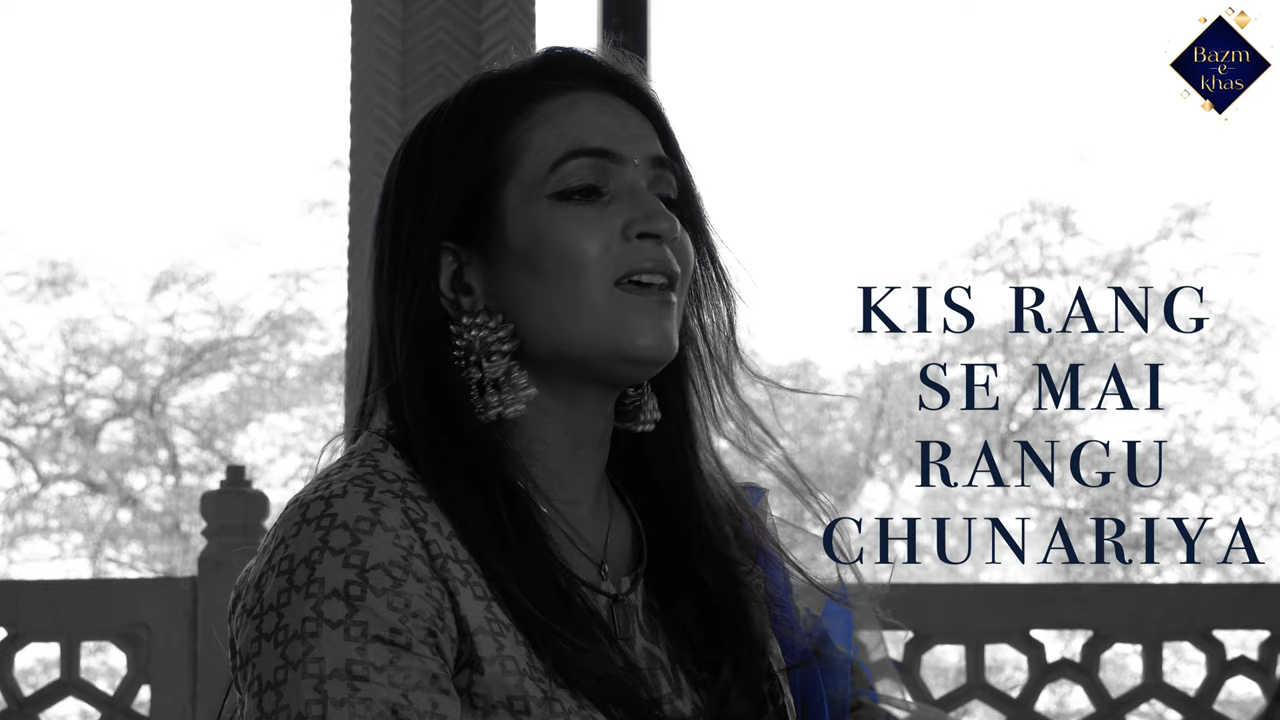 Bazm
-e-
khas
KIS RANG
SE MAI
RANGU
CHUNARIYA